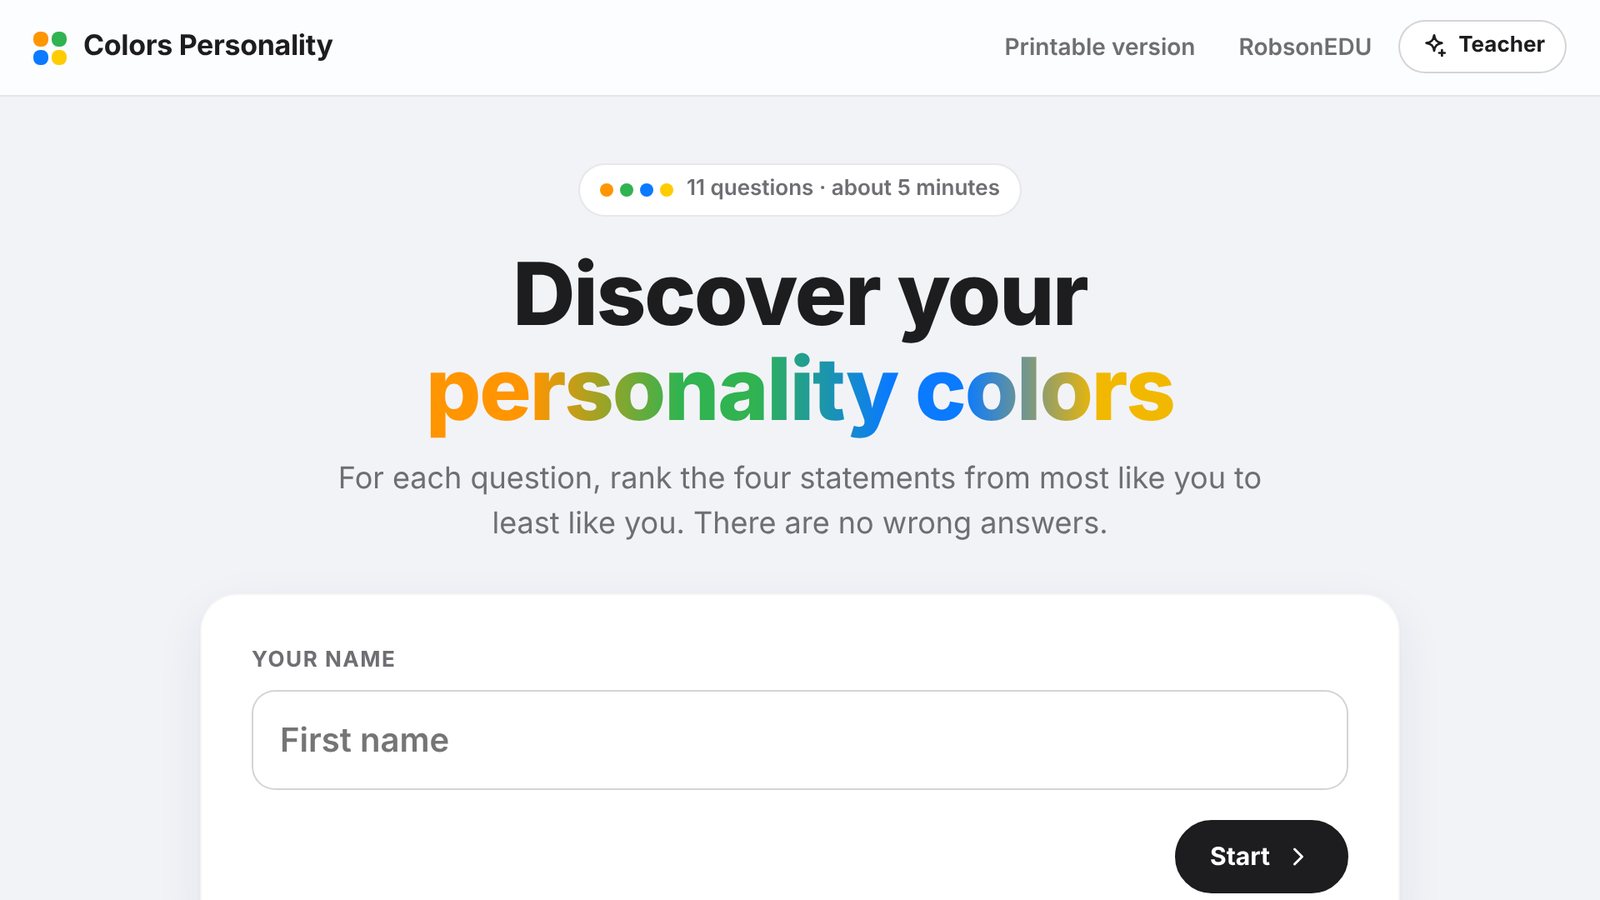 Colors Personality
Printable version
RobsonEDU
Teacher
11 questions · about 5 minutes
Discover your
personality colors
For each question, rank the four statements from most like you to
least like you. There are no wrong answers.
YOUR NAME
First name
Start